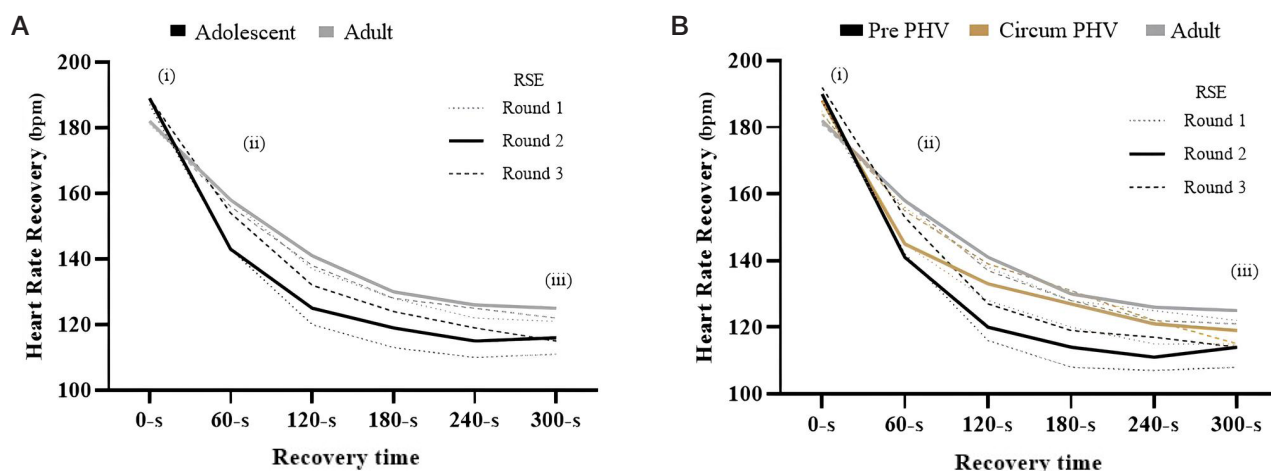 A
Adolescent Adult
Heart Rate Recovery (bpm)
200
180
160
140
120
100
(i)
(ii)
(iii)
RSE
Round 1
Round 2
Round 3
0-s 60-s 120-s 180-s 240-s 300-s
Recovery time
B
Pre PHV Circum PHV Adult
Heart Rate Recovery (bpm)
200
180
160
140
120
100
(i)
(ii)
(iii)
RSE
Round 1
Round 2
Round 3
0-s 60-s 120-s 180-s 240-s 300-s
Recovery time